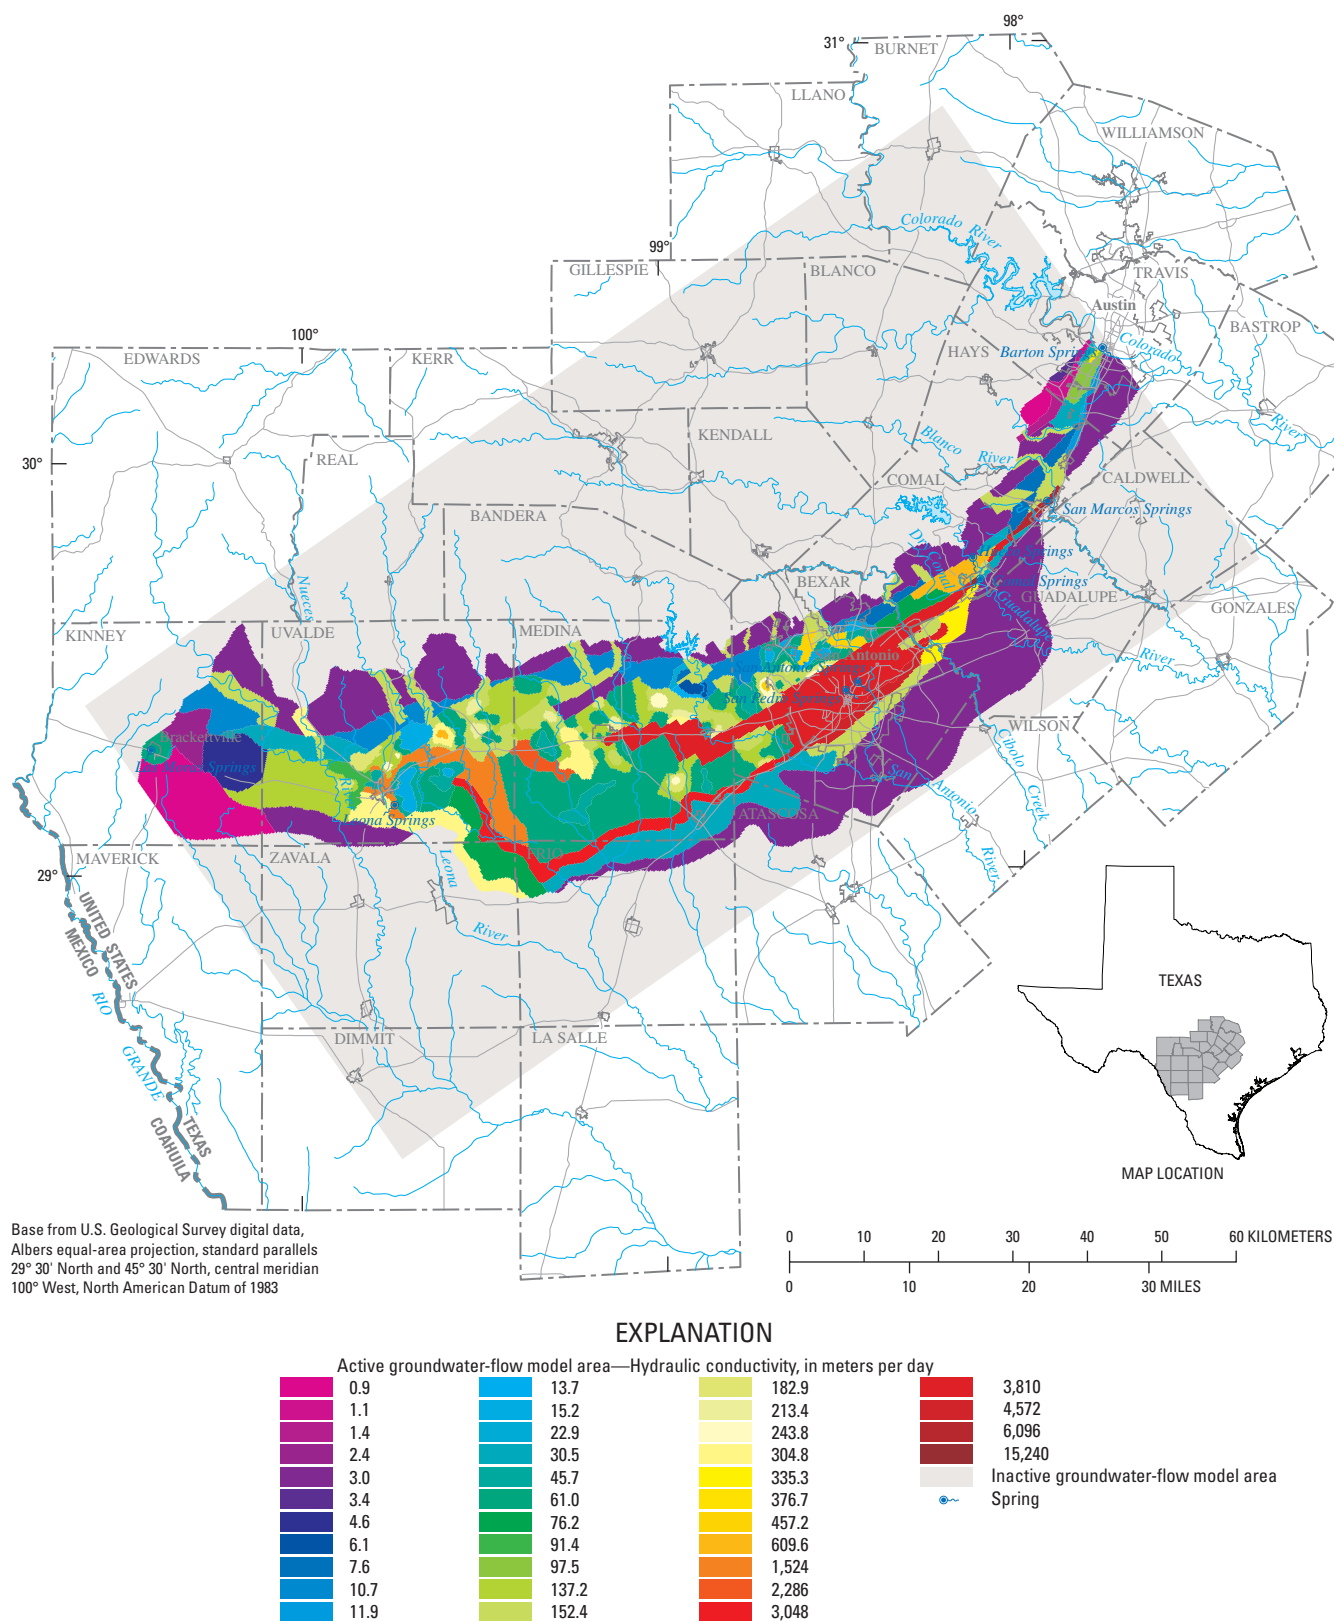 98°
31°
BURNET
LLANO
WILLIAMSON
Colorado River
99°
GILLESPIE
BLANCO
TRAVIS
Austin
BASTROP
100°
EDWARDS
KERR
HAYS
Barton Springs
Colorado
River
KENDALL
30°
REAL
Blanco
River
COMAL
CALDWELL
BANDERA
San Marcos Springs
Hueco Springs
BEXAR
Comal Springs
GUADALUPE
Guadalupe
GONZALES
Nueces
KINNEY
UVALDE
MEDINA
River
San Antonio
San Antonio Springs
San Pedro Springs
WILSON
Brackettville
Las Moras Springs
Cibolo
Creek
San Antonio
River
River
Leona Springs
ATASCOSA
MAVERICK
ZAVALA
FRIO
29°
Leona
River
UNITED STATES
MEXICO
RIO
GRANDE
TEXAS
COAHUILA
DIMMIT
LA SALLE
TEXAS
MAP LOCATION
Base from U.S. Geological Survey digital data,
Albers equal-area projection, standard parallels
29° 30' North and 45° 30' North, central meridian
100° West, North American Datum of 1983
0 10 20 30 40 50 60 KILOMETERS
0 10 20 30 MILES
EXPLANATION
Active groundwater-flow model area—Hydraulic conductivity, in meters per day
0.9
1.1
1.4
2.4
3.0
3.4
4.6
6.1
7.6
10.7
11.9
13.7
15.2
22.9
30.5
45.7
61.0
76.2
91.4
97.5
137.2
152.4
182.9
213.4
243.8
304.8
335.3
376.7
457.2
609.6
1,524
2,286
3,048
3,810
4,572
6,096
15,240
Inactive groundwater-flow model area
Spring